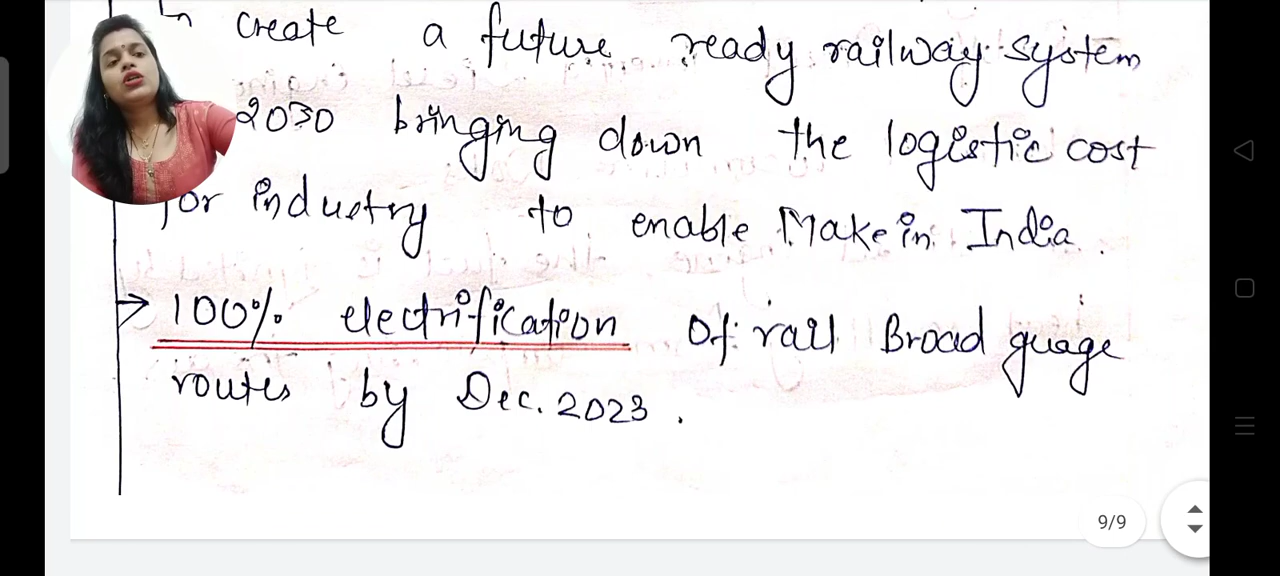 create a future ready railway system
2030 bringing down the logistic cost
for industry to enable Make in India.
→ 100% electrification of rail Broad guage
routes by Dec. 2023.
9/9